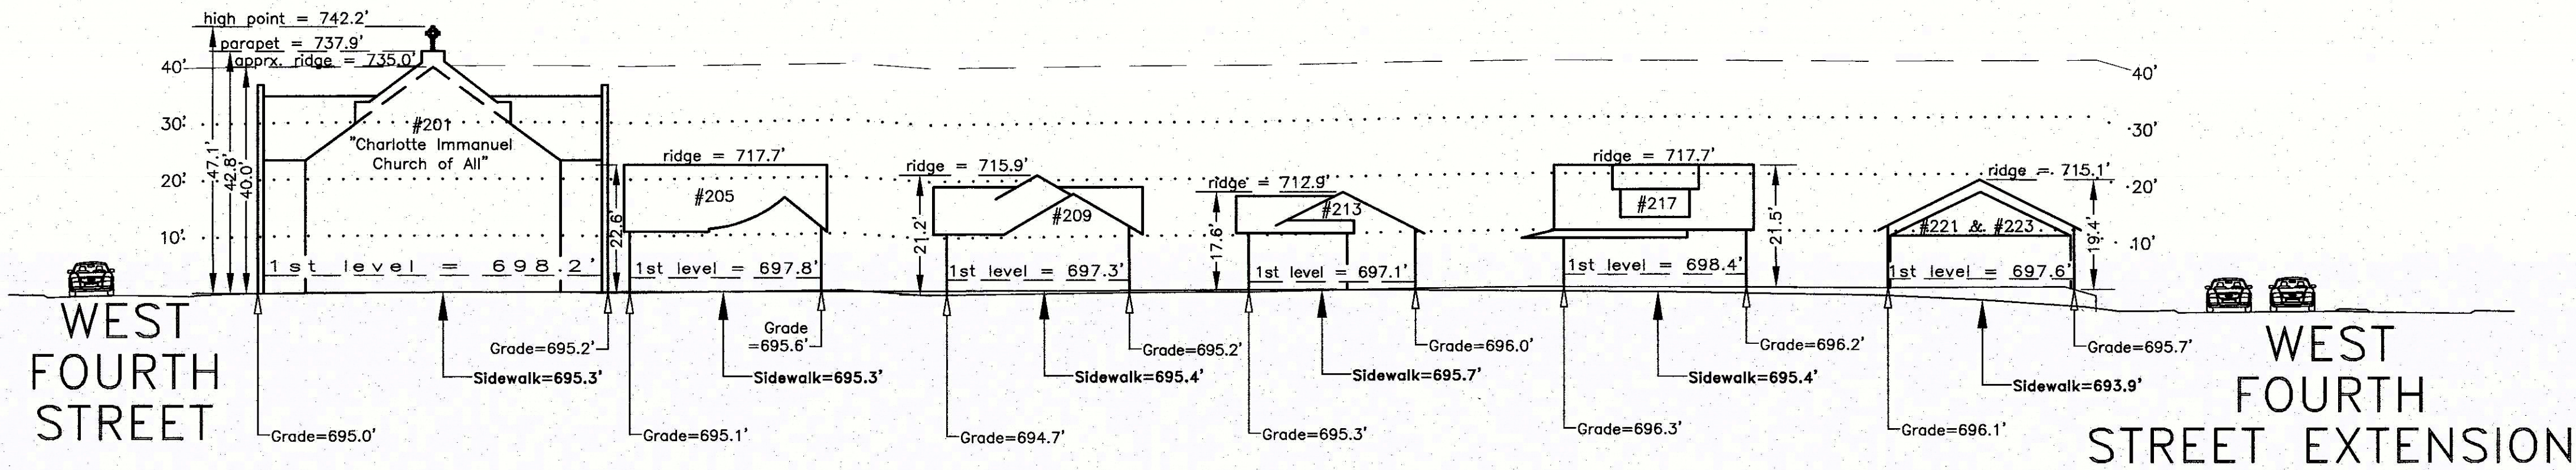 high point = 742.2'
parapet = 737.9'
apprx. ridge = 735.0'
40'
30'
20'
10'
47.1'
42.8'
40.0'
#201
"Charlotte Immanuel
Church of All"
1st level = 698.2'
22.6'
ridge = 717.7'
#205
1st level = 697.8'
21.2'
ridge = 715.9'
#209
1st level = 697.3'
17.6'
ridge = 712.9'
#213
1st level = 697.1'
ridge = 717.7'
#217
21.5'
1st level = 698.4'
ridge = 715.1'
#221 & #223
19.4'
1st level = 697.6'
40'
30'
20'
10'
WEST
FOURTH
STREET
Grade=695.0'
Sidewalk=695.3'
Grade=695.2'
Grade=695.1'
Sidewalk=695.3'
Grade
=695.6'
Grade=694.7'
Sidewalk=695.4'
Grade=695.2'
Grade=695.3'
Sidewalk=695.7'
Grade=696.0'
Grade=696.3'
Sidewalk=695.4'
Grade=696.2'
Grade=696.1'
Sidewalk=693.9'
Grade=695.7'
WEST
FOURTH
STREET EXTENSION